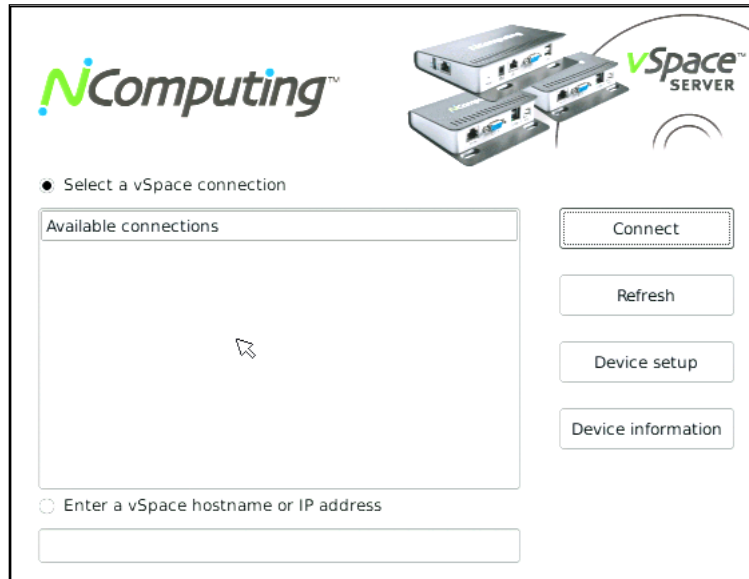 NComputing™
vSpace™
SERVER
Select a vSpace connection
Available connections
Connect
Refresh
Device setup
Device information
Enter a vSpace hostname or IP address